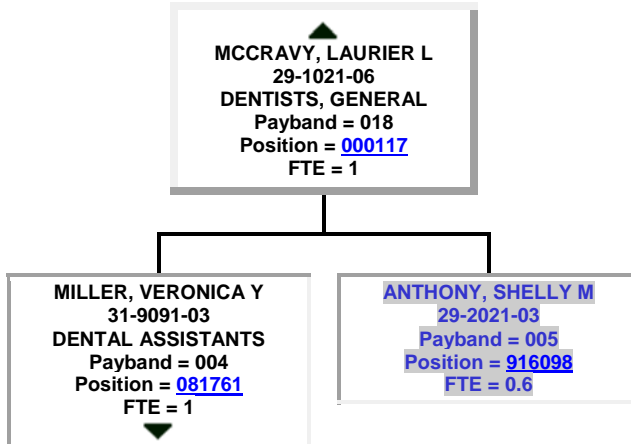 MCCRAVY, LAURIER L
29-1021-06
DENTISTS, GENERAL
Payband = 018
Position = 000117
FTE = 1
MILLER, VERONICA Y
31-9091-03
DENTAL ASSISTANTS
Payband = 004
Position = 081761
FTE = 1
ANTHONY, SHELLY M
29-2021-03
Payband = 005
Position = 916098
FTE = 0.6